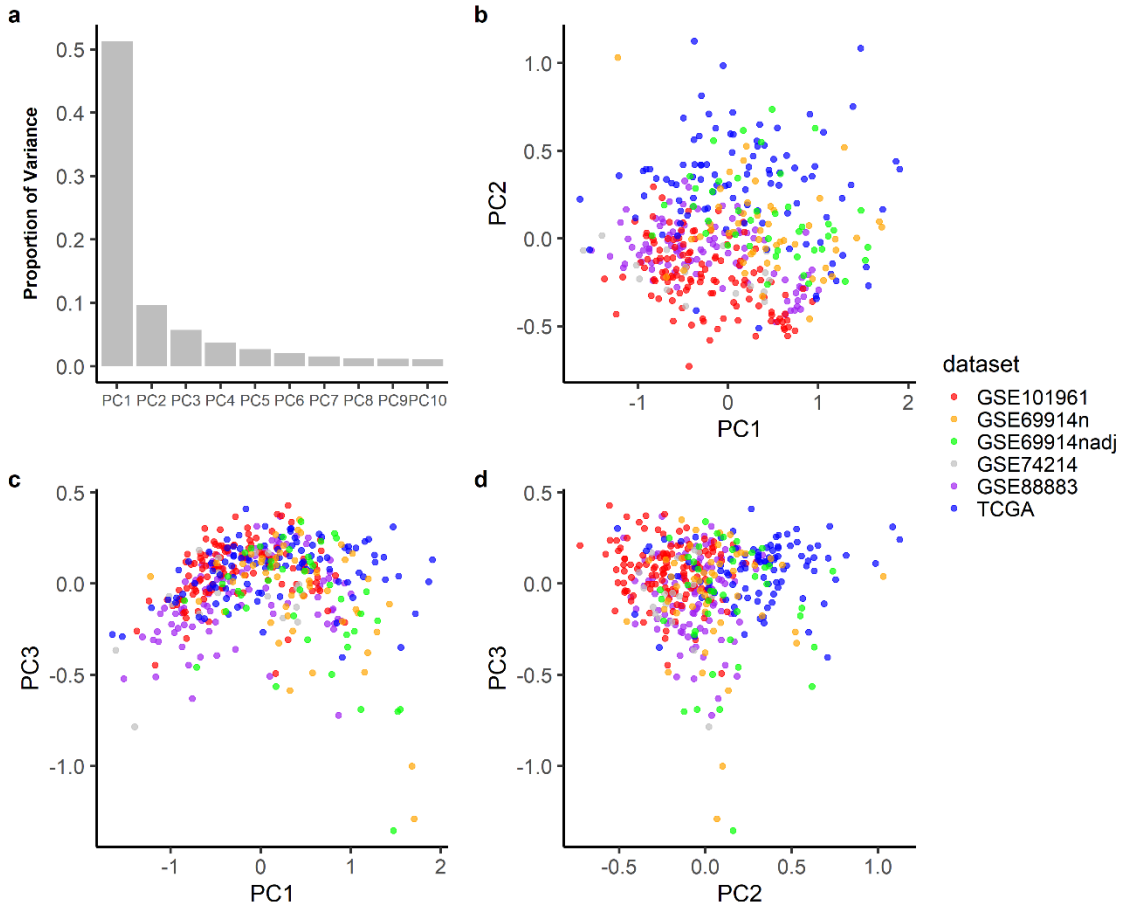 a
0.5
0.4
0.3
0.2
0.1
0.0
Proportion of Variance
PC1 PC2 PC3 PC4 PC5 PC6 PC7 PC8 PC9 PC10
b
1.0
0.5
0.0
-0.5
PC2
-1 0 1 2
PC1
dataset
GSE101961
GSE69914n
GSE69914nadj
GSE74214
GSE88883
TCGA
c
0.5
0.0
-0.5
-1.0
PC3
-1 0 1 2
PC1
d
0.5
0.0
-0.5
-1.0
PC3
-0.5 0.0 0.5 1.0
PC2